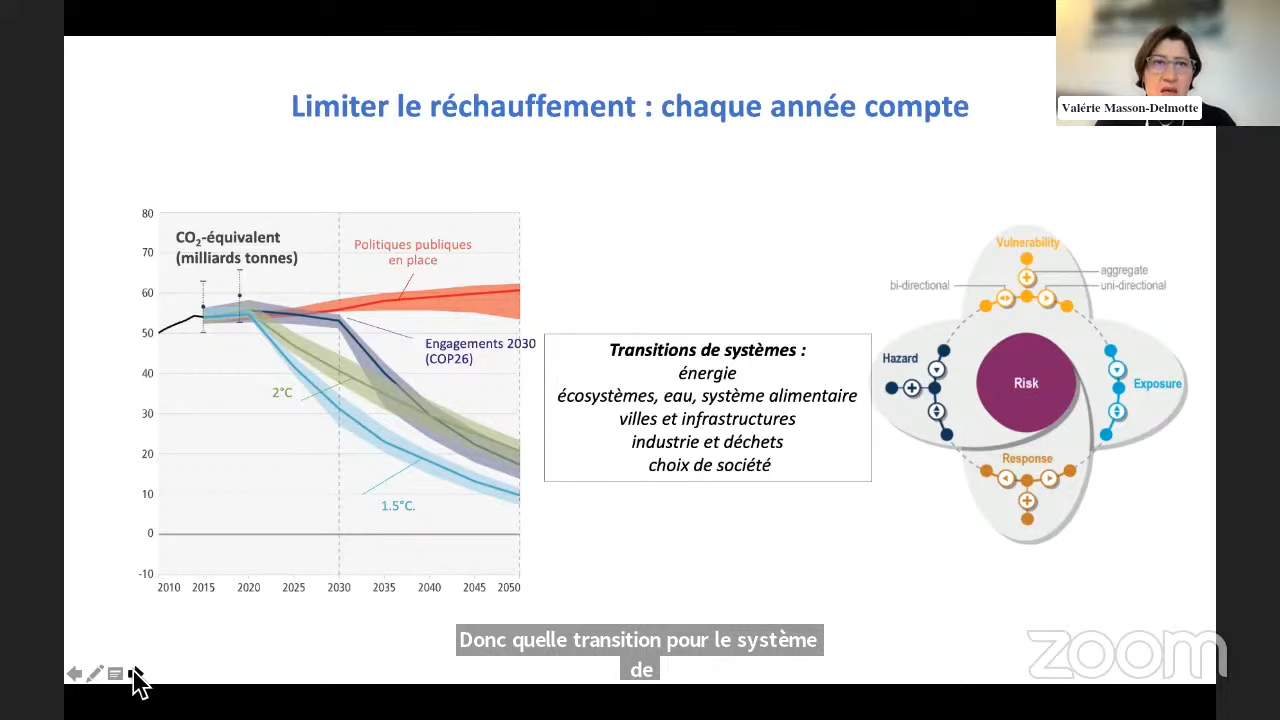 Valérie Masson-Delmotte
Limiter le réchauffement : chaque année compte
80
70
60
50
40
30
20
10
0
-10
CO2-équivalent
(milliards tonnes)
Politiques publiques
en place
Engagements 2030
(COP26)
2°C
1.5°C.
2010 2015 2020 2025 2030 2035 2040 2045 2050
Transitions de systèmes :
énergie
écosystèmes, eau, système alimentaire
villes et infrastructures
industrie et déchets
choix de société
Vulnerability
aggregate
bi-directional
uni-directional
Hazard
Risk
Exposure
Response
Donc quelle transition pour le système
de
zoom